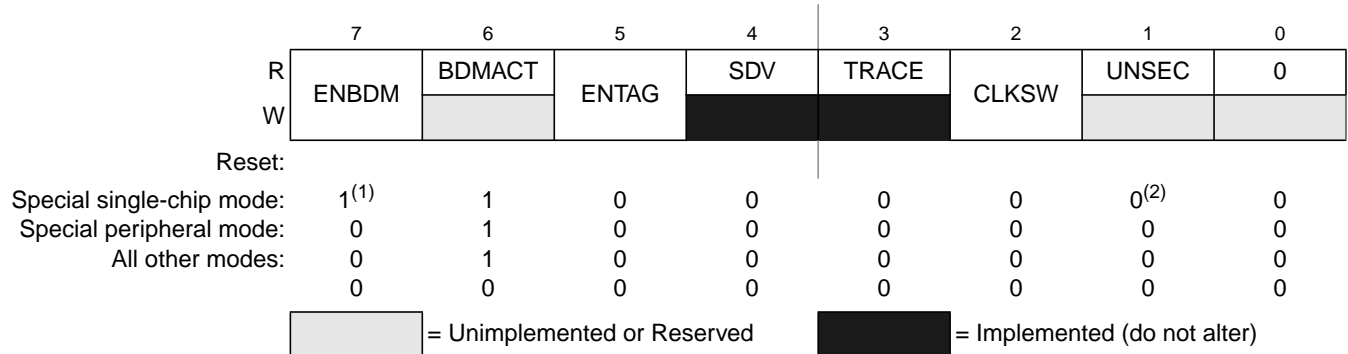 7 6 5 4 3 2 1 0
R ENBDM BDMACT ENTAG SDV TRACE CLKSW UNSEC 0
W
Reset:
Special single-chip mode: 1(1) 1 0 0 0 0 0(2) 0
Special peripheral mode: 0 1 0 0 0 0 0 0
All other modes: 0 1 0 0 0 0 0 0
0 0 0 0 0 0 0 0
= Unimplemented or Reserved = Implemented (do not alter)